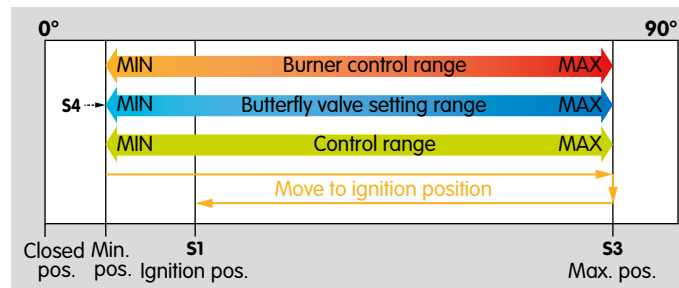 0° 90°
MIN Burner control range MAX
S4 MIN Butterfly valve setting range MAX
MIN Control range MAX
Move to ignition position
Closed pos.
Min. pos.
S1
Ignition pos.
S3
Max. pos.